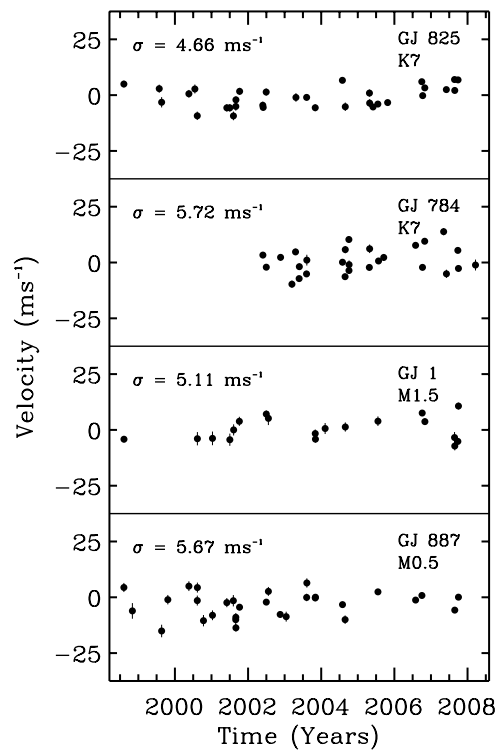 σ = 4.66 ms⁻¹
GJ 825
K7
25
0
−25
σ = 5.72 ms⁻¹
GJ 784
K7
25
0
−25
Velocity (ms⁻¹)
σ = 5.11 ms⁻¹
GJ 1
M1.5
25
0
−25
σ = 5.67 ms⁻¹
GJ 887
M0.5
25
0
−25
2000 2002 2004 2006 2008
Time (Years)